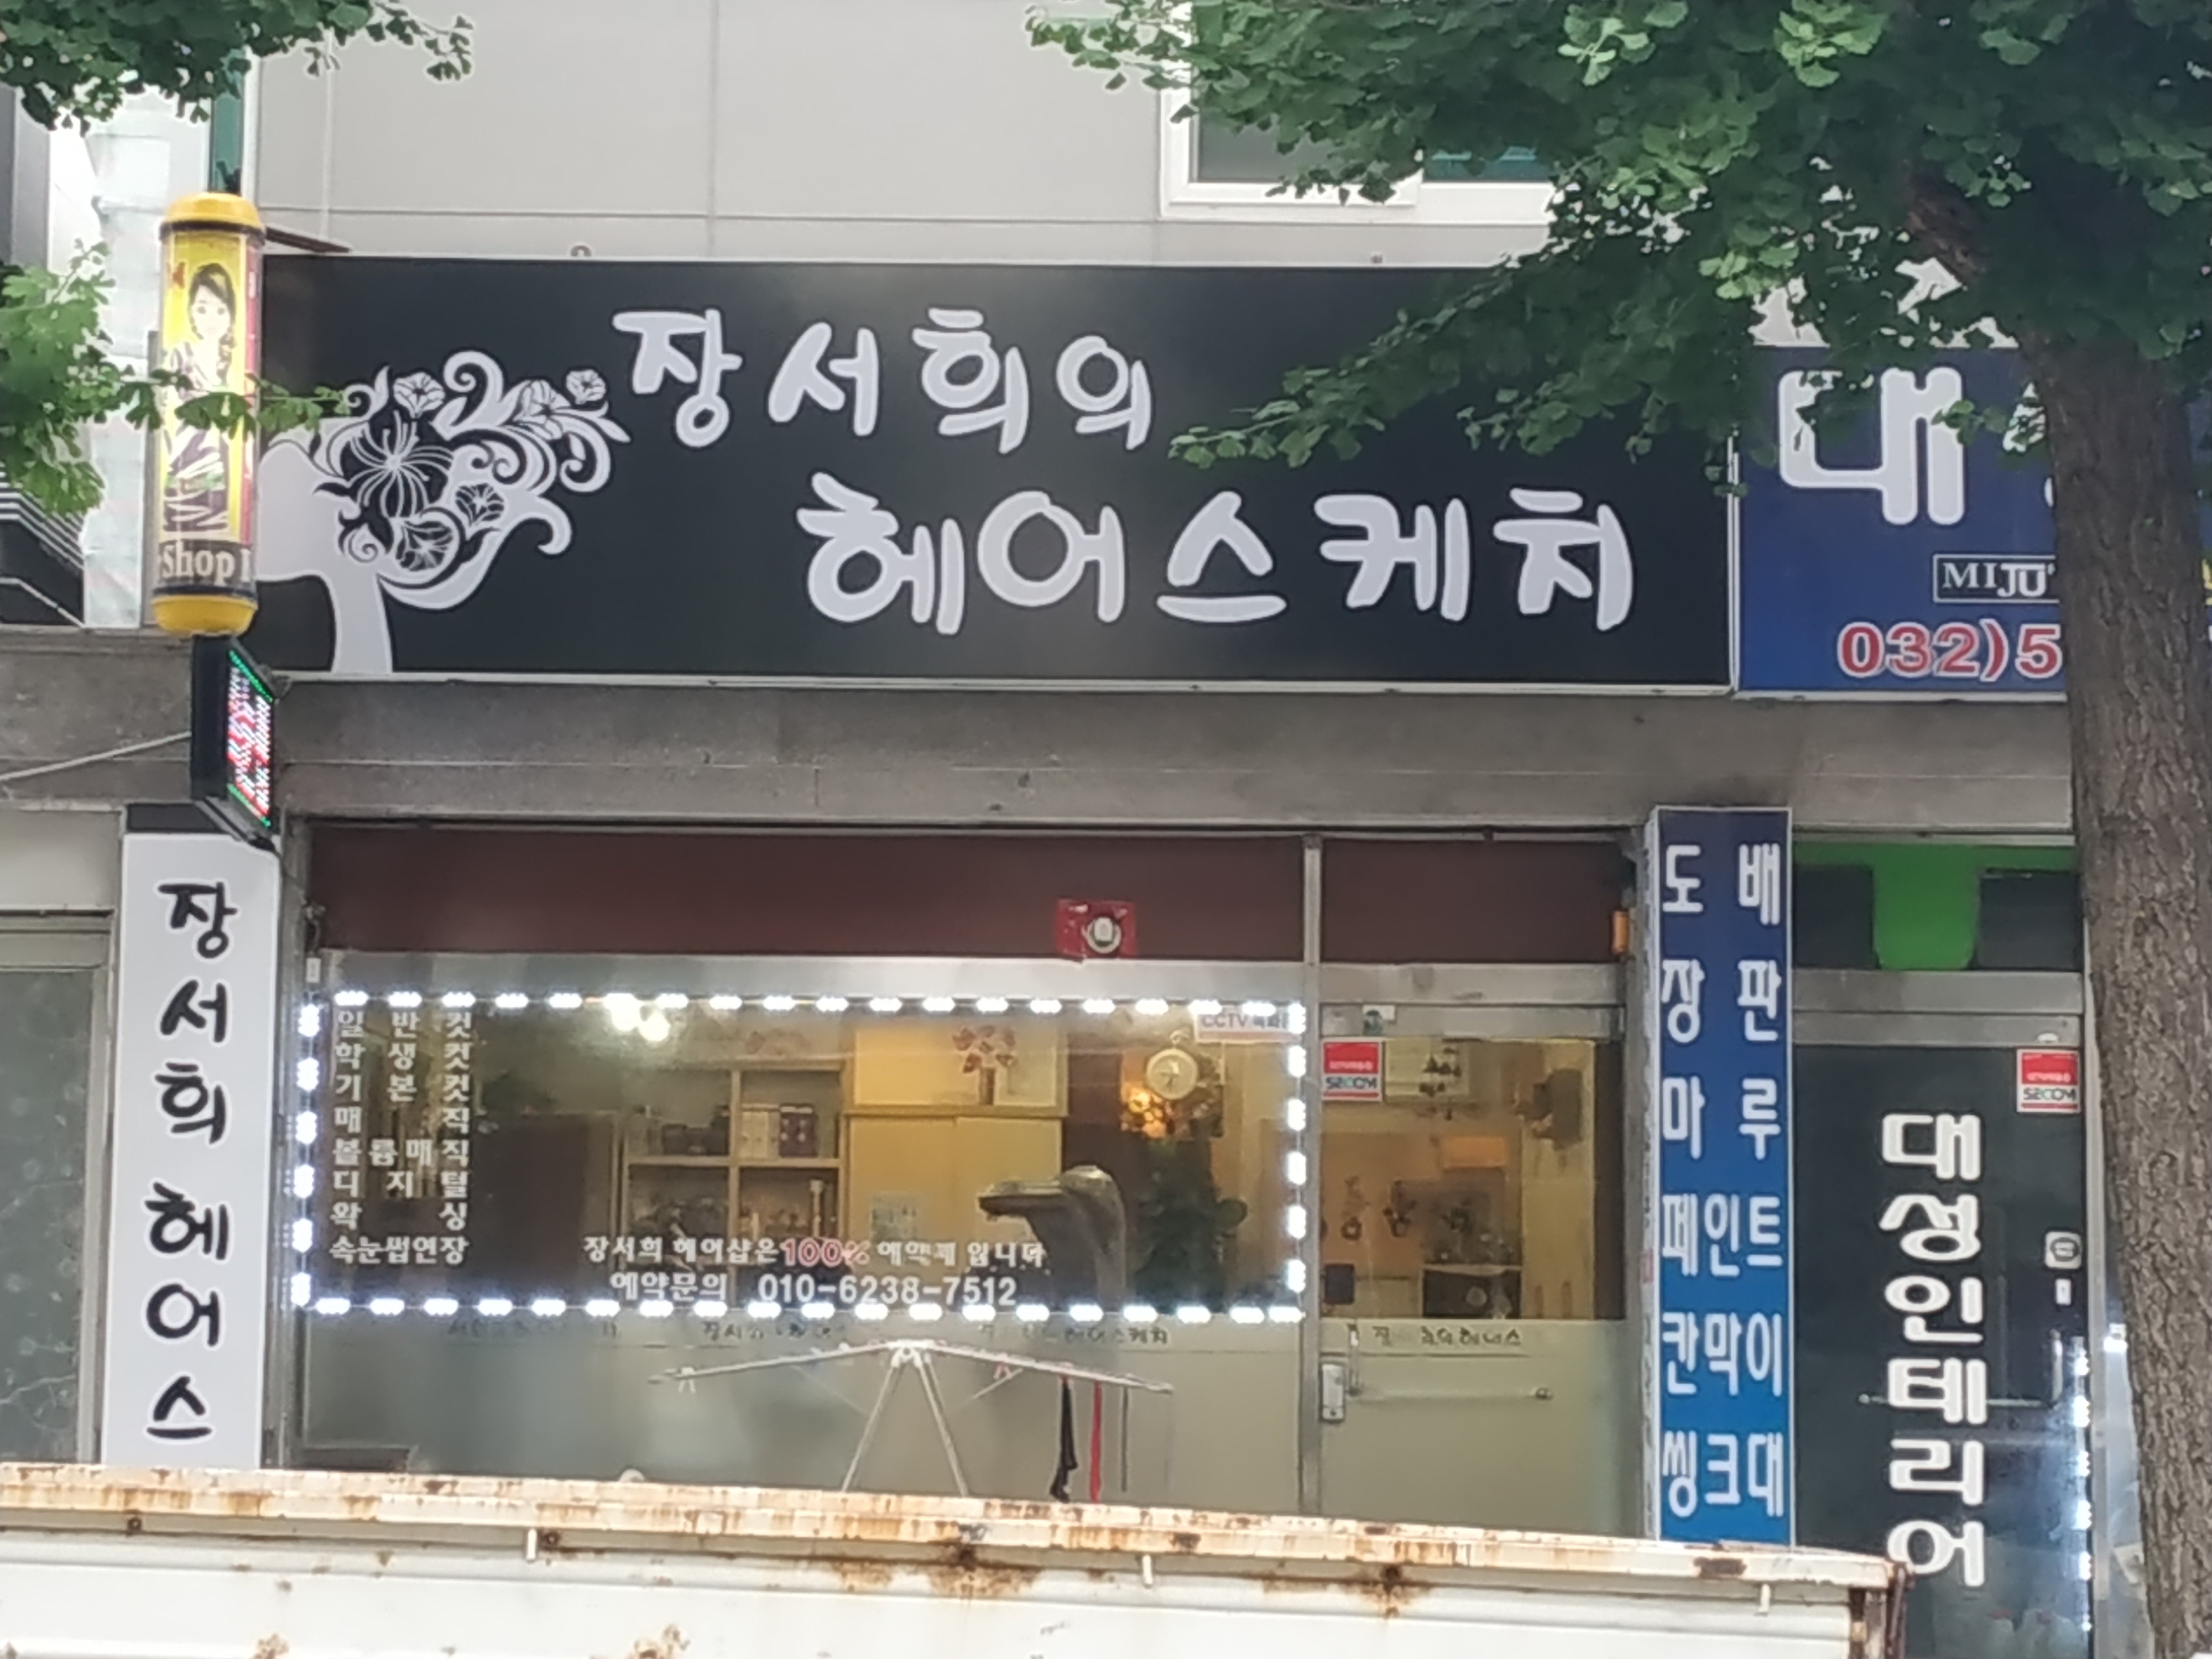 장서희의
헤어스케치
Shop
대
MIJU
032)5
장서희 헤어스
일반컷
학생컷
기본컷
매직
볼륨매직
디지털
왁싱
속눈썹연장
장서희 헤어샵은 100% 예약제 입니다
예약문의 010-6238-7512
CCTV
SECOM
도배
장판
마루
페인트
칸막이
씽크대
SECOM
대성인테리어